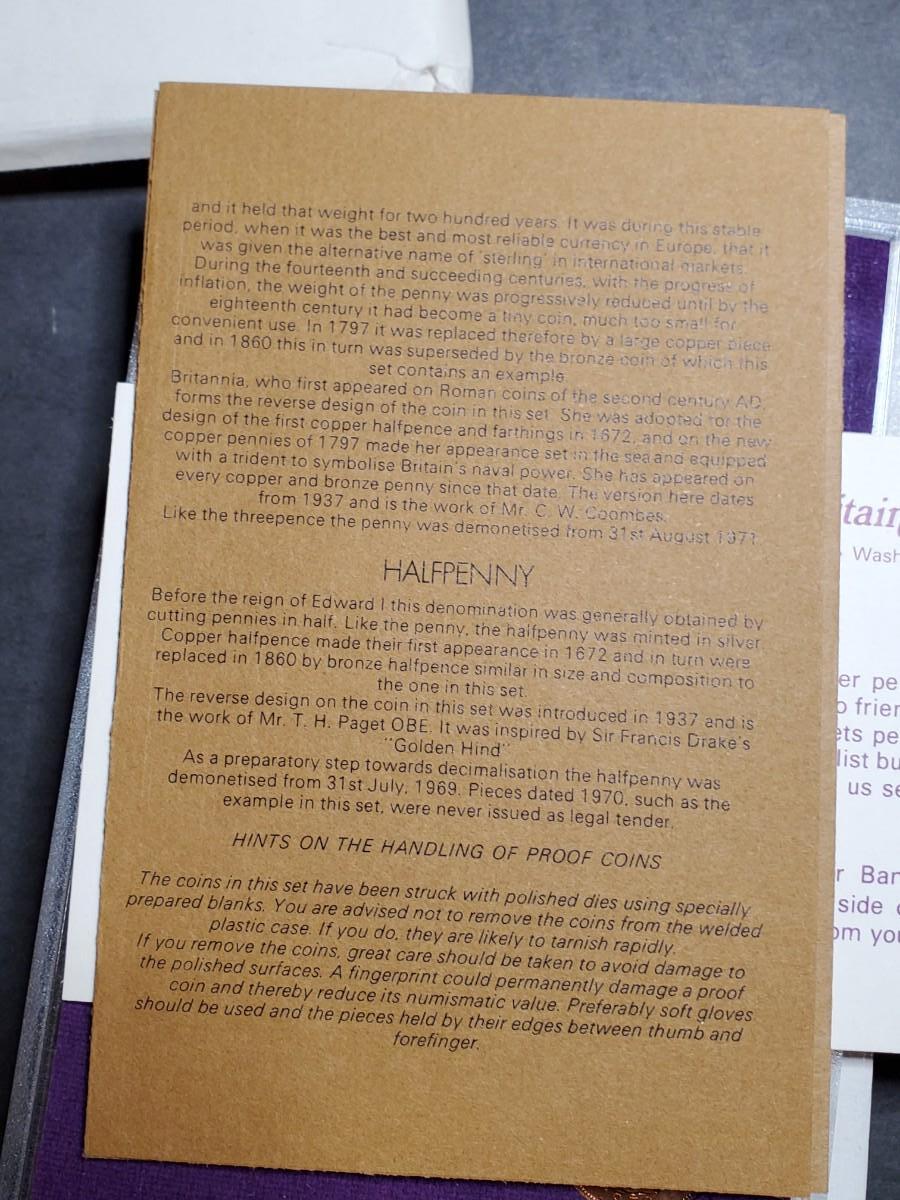 and it held that weight for two hundred years. It was during this stable
period, when it was the best and most reliable currency in Europe, that it
was given the alternative name of 'sterling' in international markets.
During the fourteenth and succeeding centuries, with the progress of
inflation, the weight of the penny was progressively reduced until by the
eighteenth century it had become a tiny coin, much too small for
convenient use. In 1797 it was replaced therefore by a large copper piece
and in 1860 this in turn was superseded by the bronze coin of which this
set contains an example.
Britannia, who first appeared on Roman coins of the second century AD,
forms the reverse design of the coin in this set. She was adopted for the
design of the first copper halfpence and farthings in 1672, and on the new
copper pennies of 1797 made her appearance set in the sea and equipped
with a trident to symbolise Britain's naval power. She has appeared on
every copper and bronze penny since that date. The version here dates
from 1937 and is the work of Mr. C. W. Coombes.
Like the threepence the penny was demonetised from 31st August 1971.
HALFPENNY
Before the reign of Edward I this denomination was generally obtained by
cutting pennies in half. Like the penny, the halfpenny was minted in silver.
Copper halfpence made their first appearance in 1672 and in turn were
replaced in 1860 by bronze halfpence similar in size and composition to
the one in this set.
The reverse design on the coin in this set was introduced in 1937 and is
the work of Mr. T. H. Paget OBE. It was inspired by Sir Francis Drake's
"Golden Hind"
As a preparatory step towards decimalisation the halfpenny was
demonetised from 31st July, 1969. Pieces dated 1970, such as the
example in this set, were never issued as legal tender.
HINTS ON THE HANDLING OF PROOF COINS
The coins in this set have been struck with polished dies using specially
prepared blanks. You are advised not to remove the coins from the welded
plastic case. If you do, they are likely to tarnish rapidly.
If you remove the coins, great care should be taken to avoid damage to
the polished surfaces. A fingerprint could permanently damage a proof
coin and thereby reduce its numismatic value. Preferably soft gloves
should be used and the pieces held by their edges between thumb and
forefinger.
Wash
er pe
o frien
ets pe
list bu
us se
r Ban
side
om you